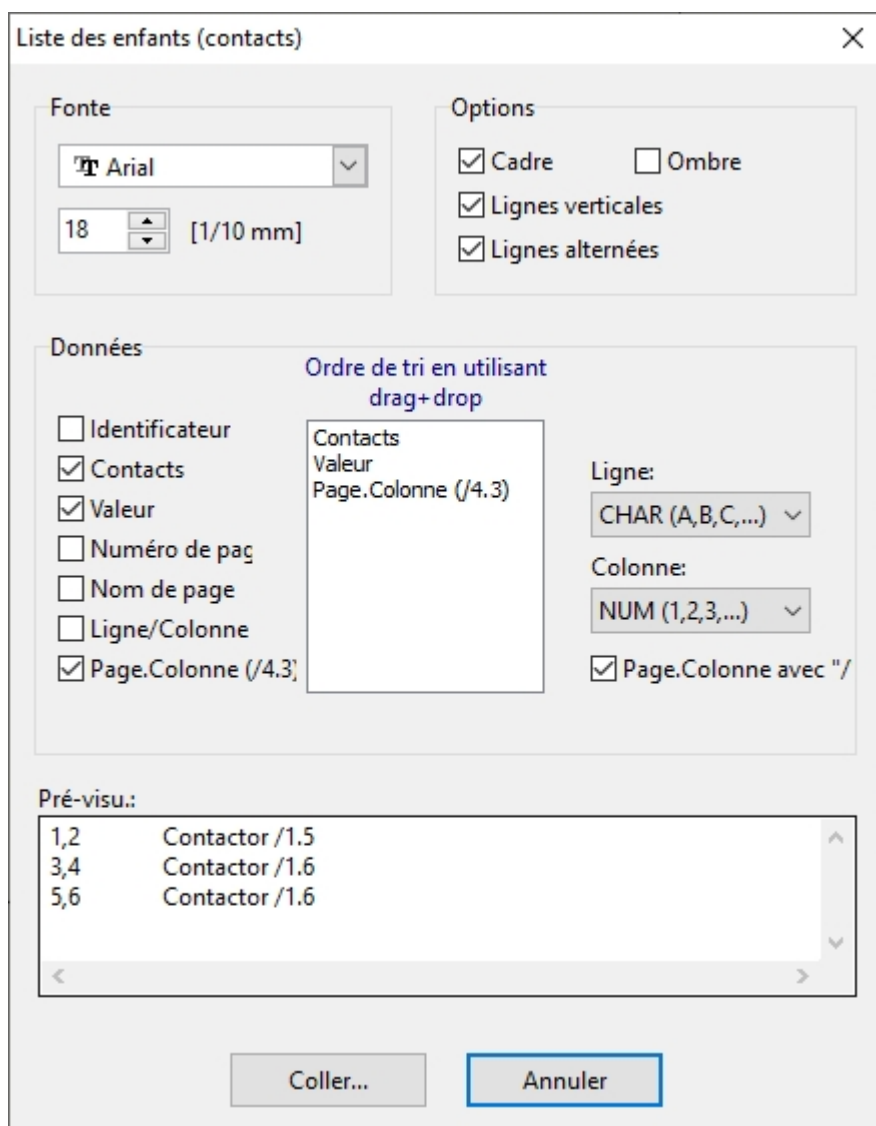 Liste des enfants (contacts)
Fonte
Arial
18 [1/10 mm]
Options
Cadre Ombre
Lignes verticales
Lignes alternées
Données
Ordre de tri en utilisant
drag+drop
Identificateur
Contacts
Valeur
Numéro de pag
Nom de page
Ligne/Colonne
Page.Colonne (/4.3)
Contacts
Valeur
Page.Colonne (/4.3)
Ligne:
CHAR (A,B,C,...)
Colonne:
NUM (1,2,3,...)
Page.Colonne avec "/
Pré-visu.:
1,2 Contactor /1.5
3,4 Contactor /1.6
5,6 Contactor /1.6
Coller... Annuler